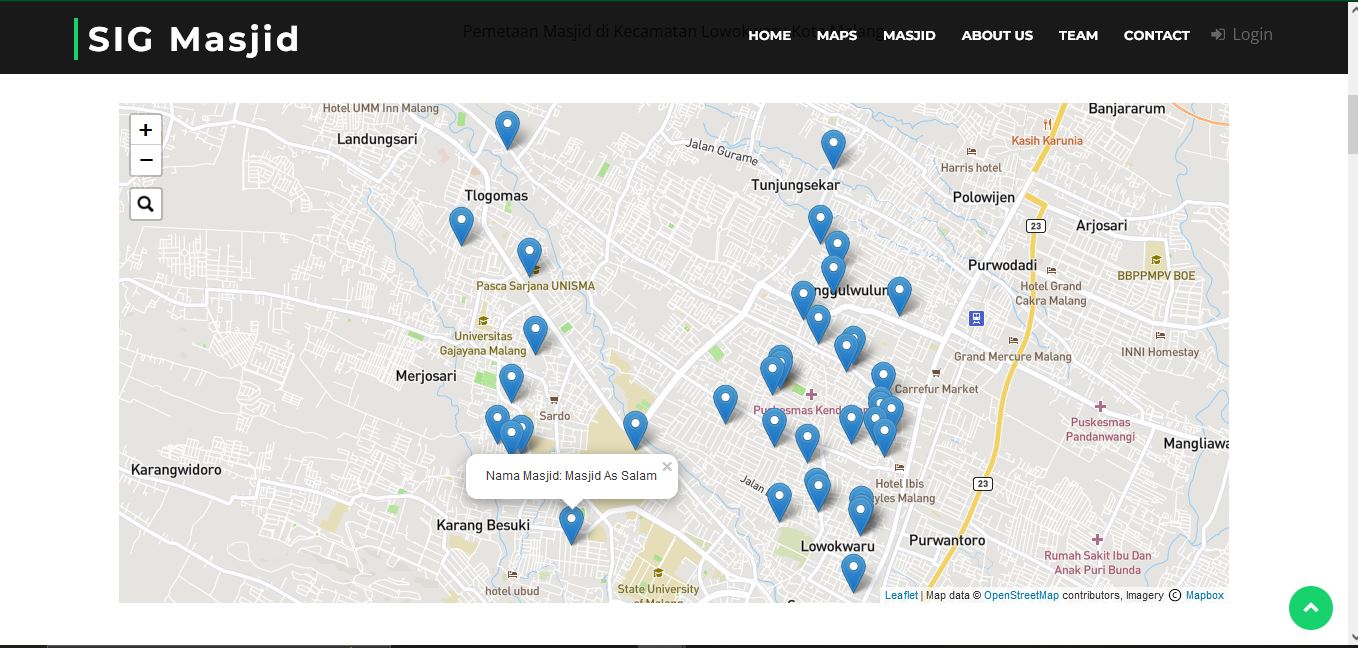 SIG Masjid
Pemetaan Masjid di Kecamatan Lowok Kota Malang
HOME MAPS MASJID ABOUT US TEAM CONTACT Login
+
−
Hotel UMM Inn Malang
Banjararum
Landungsari
Kasih Karunia
Jalan Gurame
Harris hotel
Tunjungsekar
Tlogomas
Polowijen
23
Arjosari
Purwodadi
BBPPMPV BOE
Pasca Sarjana UNISMA
Hotel Grand
Cakra Malang
nggulwulun
Universitas
Gajayana Malang
Grand Mercure Malang
INNI Homestay
Merjosari
Carrefur Market
Sardo
Puskesmas Kend
Puskesmas
Pandanwangi
Mangliawa
Karangwidoro
Nama Masjid: Masjid As Salam
×
Jalan
23
Hotel Ibis
yles Malang
Karang Besuki
Lowokwaru
Purwantoro
Rumah Sakit Ibu Dan
Anak Puri Bunda
hotel ubud
State University
of Malang
Leaflet | Map data © OpenStreetMap contributors, Imagery © Mapbox